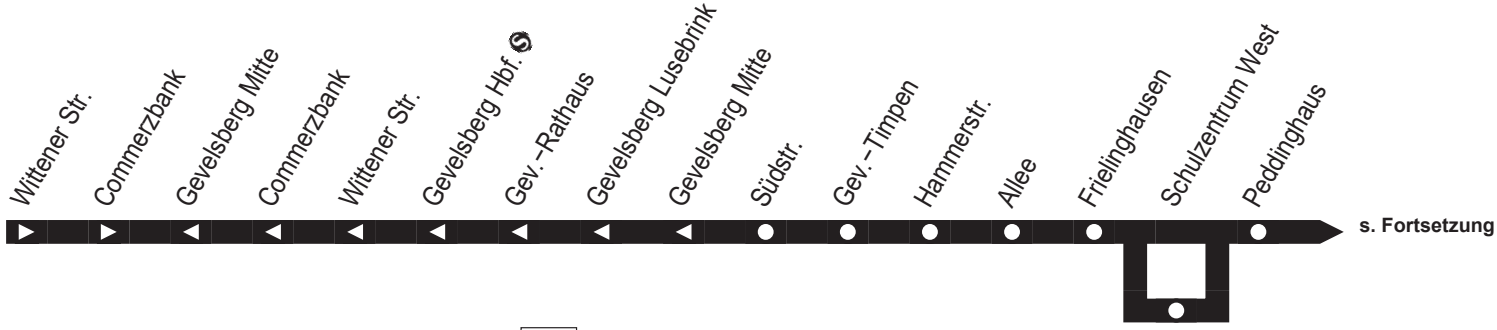 Wittener Str.
Commerzbank
Gevelsberg Mitte
Commerzbank
Wittener Str.
Gevelsberg Hbf. S
Gev.-Rathaus
Gevelsberg Lusebrink
Gevelsberg Mitte
Südstr.
Gev.-Timpen
Hammerstr.
Allee
Frielinghausen
Schulzentrum West
Peddinghaus
s. Fortsetzung